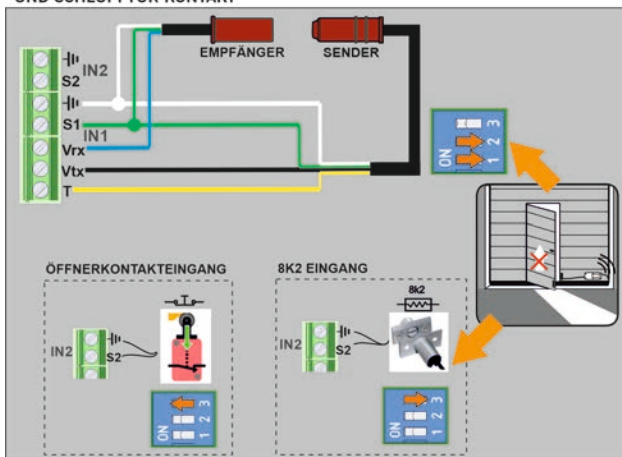 UND SCHLUPFTÜR-KONTAKT
EMPFÄNGER
SENDER
IN2
S2
S1
IN1
Vrx
Vtx
T
ON
1 2 3
ÖFFNERKONTAKTEINGANG
IN2
S2
ON
1 2 3
8K2 EINGANG
8k2
IN2
S2
ON
1 2 3